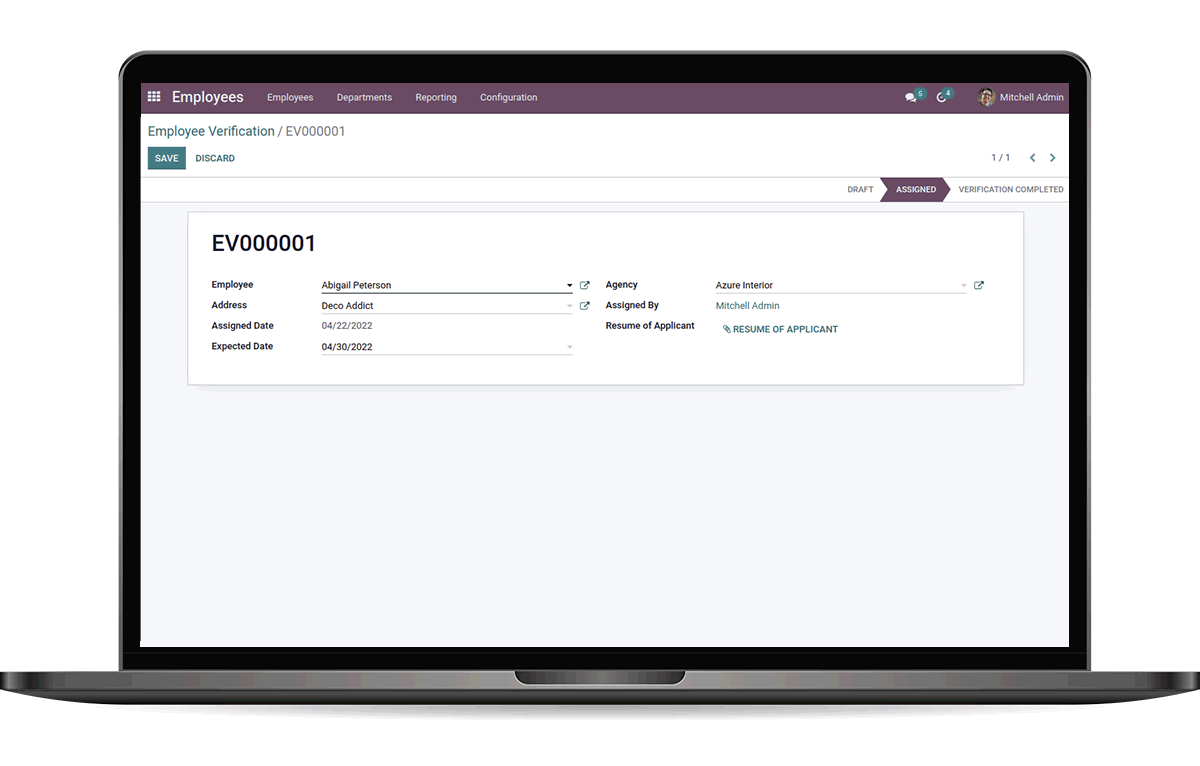 Employees Employees Departments Reporting Configuration 5 4 Mitchell Admin
Employee Verification / EV000001
SAVE DISCARD 1 / 1
DRAFT ASSIGNED VERIFICATION COMPLETED
EV000001
Employee Abigail Peterson Agency Azure Interior
Address Deco Addict Assigned By Mitchell Admin
Assigned Date 04/22/2022 Resume of Applicant RESUME OF APPLICANT
Expected Date 04/30/2022